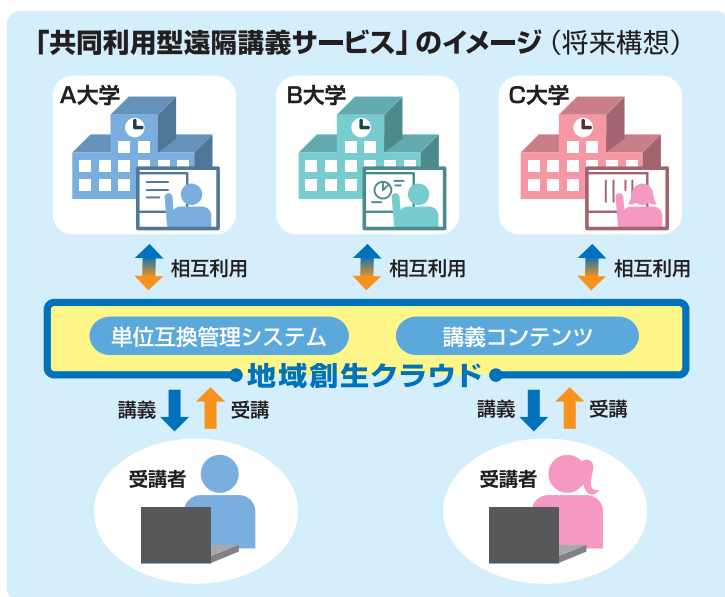 「共同利用型遠隔講義サービス」のイメージ（将来構想）
A大学
B大学
C大学
相互利用
相互利用
相互利用
単位互換管理システム
講義コンテンツ
地域創生クラウド
講義
受講
講義
受講
受講者
受講者